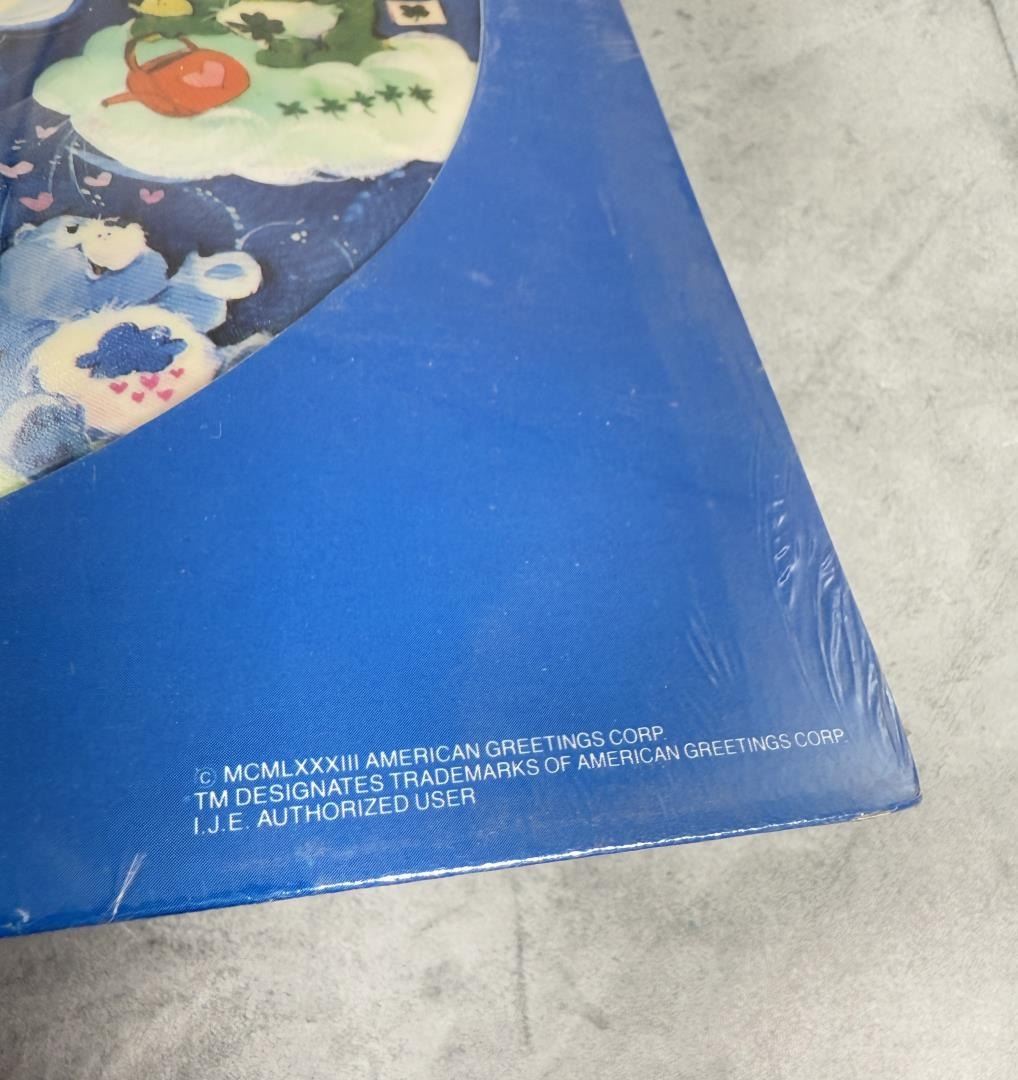 © MCMLXXXIII AMERICAN GREETINGS CORP.
TM DESIGNATES TRADEMARKS OF AMERICAN GREETINGS CORP.
I.J.E. AUTHORIZED USER